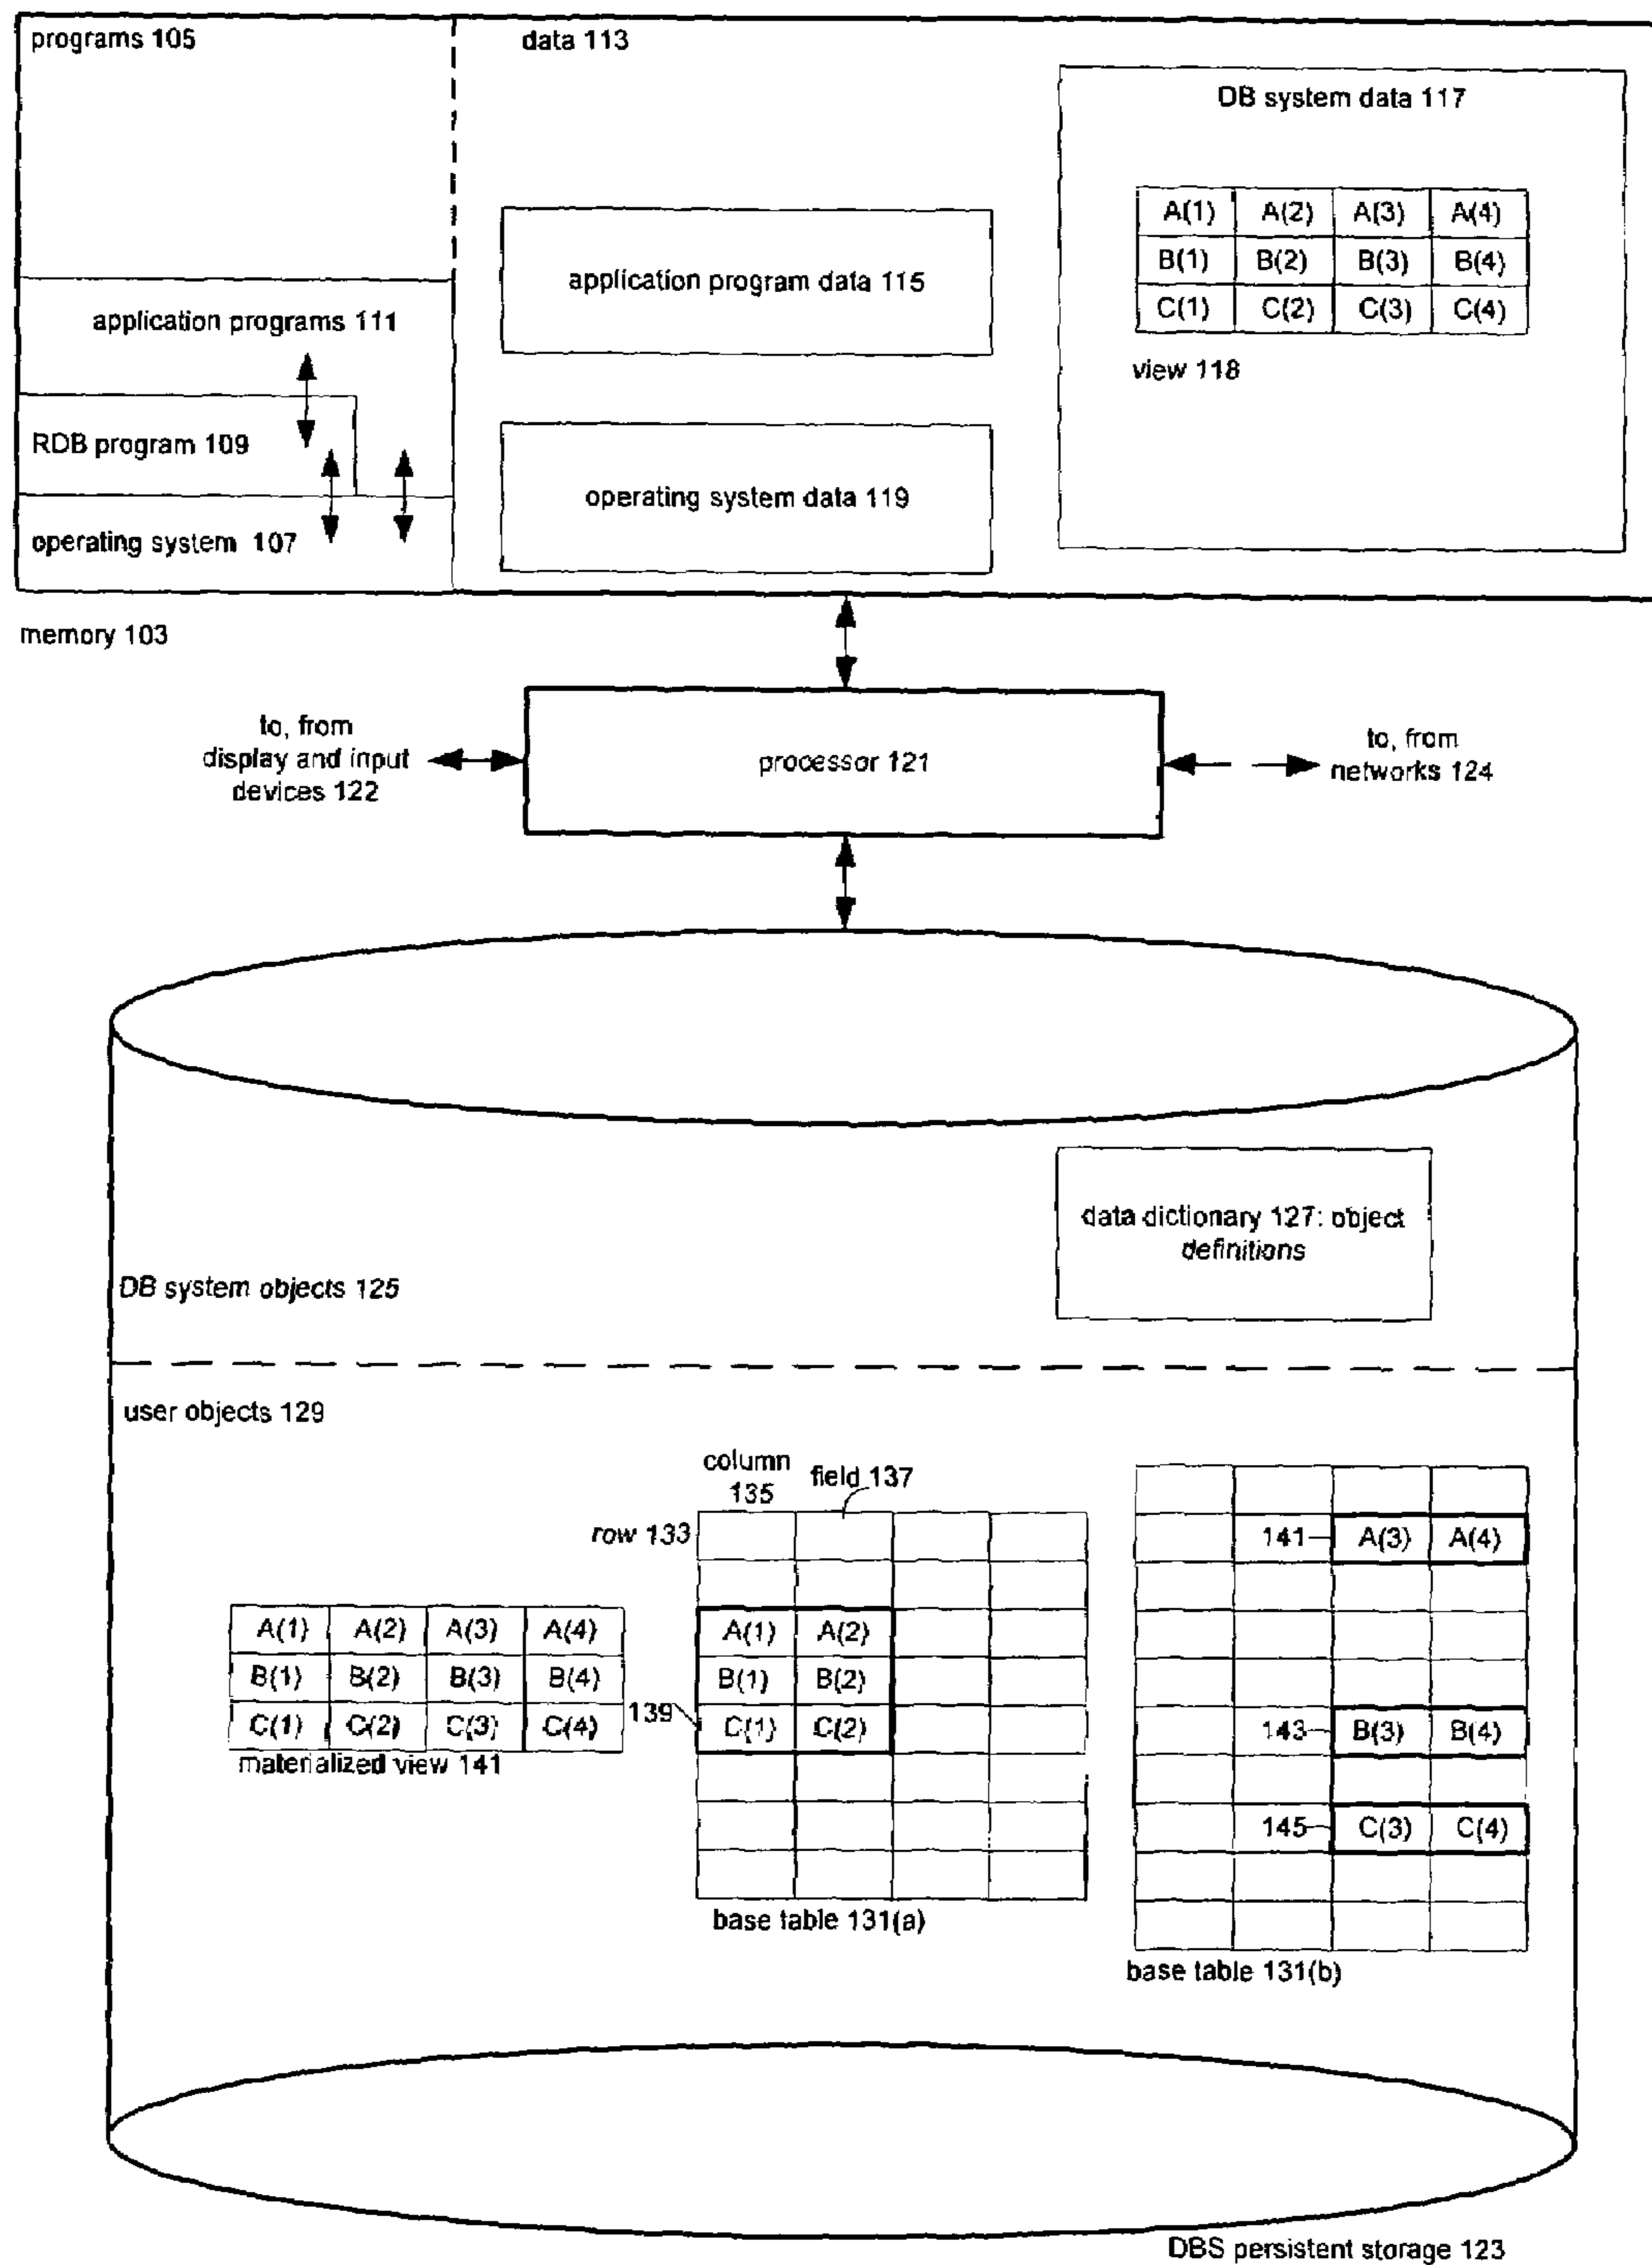 programs 105
data 113
DB system data 117
A(1) A(2) A(3) A(4)
B(1) B(2) B(3) B(4)
C(1) C(2) C(3) C(4)
view 118
application program data 115
application programs 111
RDB program 109
operating system data 119
operating system 107
memory 103
to, from
display and input
devices 122
processor 121
to, from
networks 124
data dictionary 127: object
definitions
DB system objects 125
user objects 129
column
135
field 137
row 133
A(1) A(2) A(3) A(4)
B(1) B(2) B(3) B(4)
C(1) C(2) C(3) C(4)
materialized view 141
A(1) A(2)
B(1) B(2)
139 C(1) C(2)
base table 131(a)
141 A(3) A(4)
143 B(3) B(4)
145 C(3) C(4)
base table 131(b)
DBS persistent storage 123